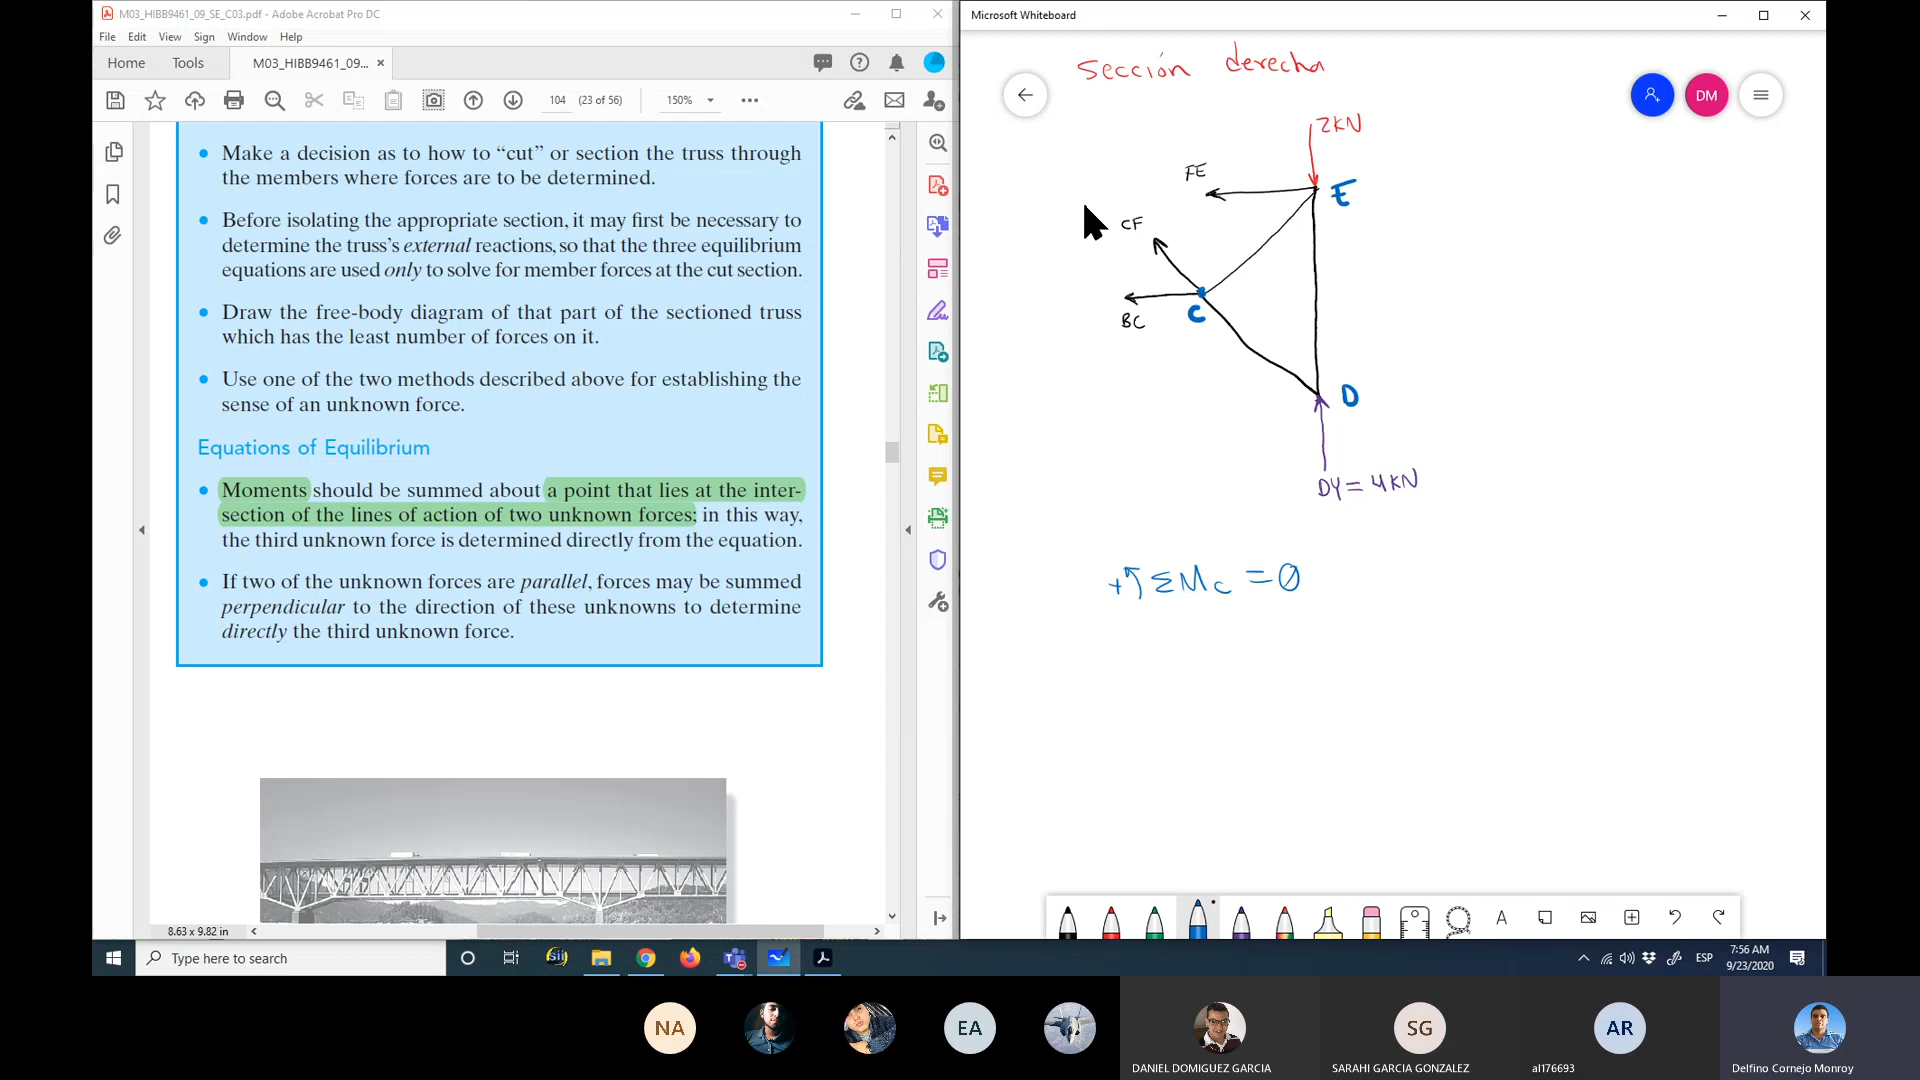 M03_HIBB9461_09_SE_C03.pdf - Adobe Acrobat Pro DC
File Edit View Sign Window Help
Home Tools M03_HIBB9461_09... ×
104 (23 of 56) 150%
Make a decision as to how to “cut” or section the truss through
the members where forces are to be determined.
Before isolating the appropriate section, it may first be necessary to
determine the truss’s external reactions, so that the three equilibrium
equations are used only to solve for member forces at the cut section.
Draw the free-body diagram of that part of the sectioned truss
which has the least number of forces on it.
Use one of the two methods described above for establishing the
sense of an unknown force.
Equations of Equilibrium
Moments should be summed about a point that lies at the inter-
section of the lines of action of two unknown forces; in this way,
the third unknown force is determined directly from the equation.
If two of the unknown forces are parallel, forces may be summed
perpendicular to the direction of these unknowns to determine
directly the third unknown force.
8.63 x 9.82 in
Microsoft Whiteboard
DM
Sección derecha
2KN
FE
E
CF
C
BC
D
DY = 4KN
+ ΣMc = 0
A
Type here to search
sii
ESP
7:56 AM
9/23/2020
NA
EA
SG
AR
DANIEL DOMIGUEZ GARCIA
SARAHI GARCIA GONZALEZ
al176693
Delfino Cornejo Monroy